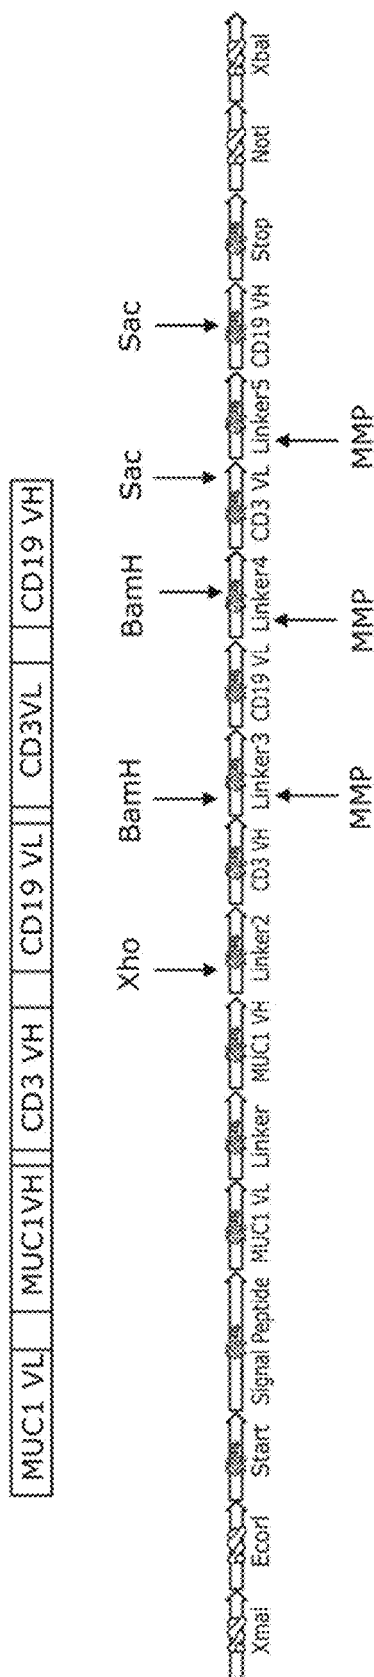 MUC1 VL MUC1VH CD3 VH CD19 VL CD3VL CD19 VH
Xho BamH BamH Sac Sac
XmaI EcorI Start Signal Peptide MUC1 VL Linker MUC1 VH Linker2 CD3 VH Linker3 CD19 VL Linker4 CD3 VL Linker5 CD19 VH Stop NotI XbaI
MMP MMP MMP